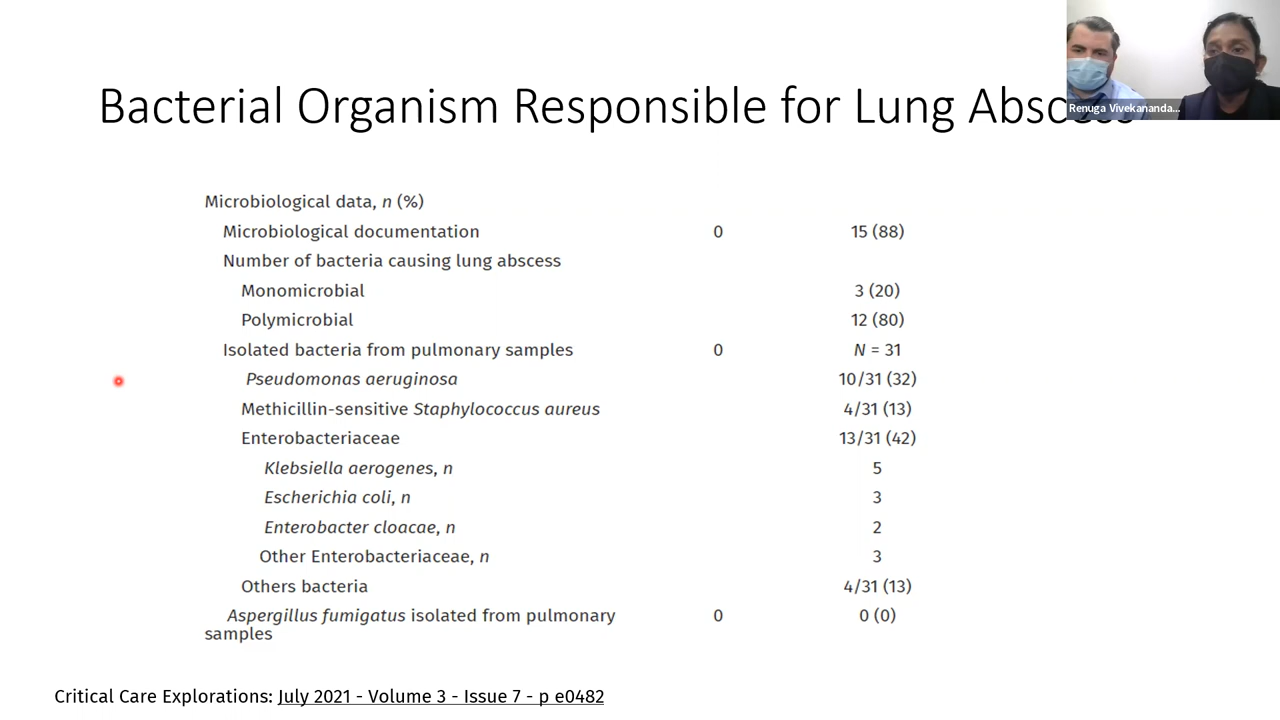 Renuga Vivekananda...
Bacterial Organism Responsible for Lung Abscess
Microbiological data, n (%)
Microbiological documentation 0 15 (88)
Number of bacteria causing lung abscess
Monomicrobial 3 (20)
Polymicrobial 12 (80)
Isolated bacteria from pulmonary samples 0 N = 31
Pseudomonas aeruginosa 10/31 (32)
Methicillin-sensitive Staphylococcus aureus 4/31 (13)
Enterobacteriaceae 13/31 (42)
Klebsiella aerogenes, n 5
Escherichia coli, n 3
Enterobacter cloacae, n 2
Other Enterobacteriaceae, n 3
Others bacteria 4/31 (13)
Aspergillus fumigatus isolated from pulmonary 0 0 (0)
samples
Critical Care Explorations: July 2021 - Volume 3 - Issue 7 - p e0482